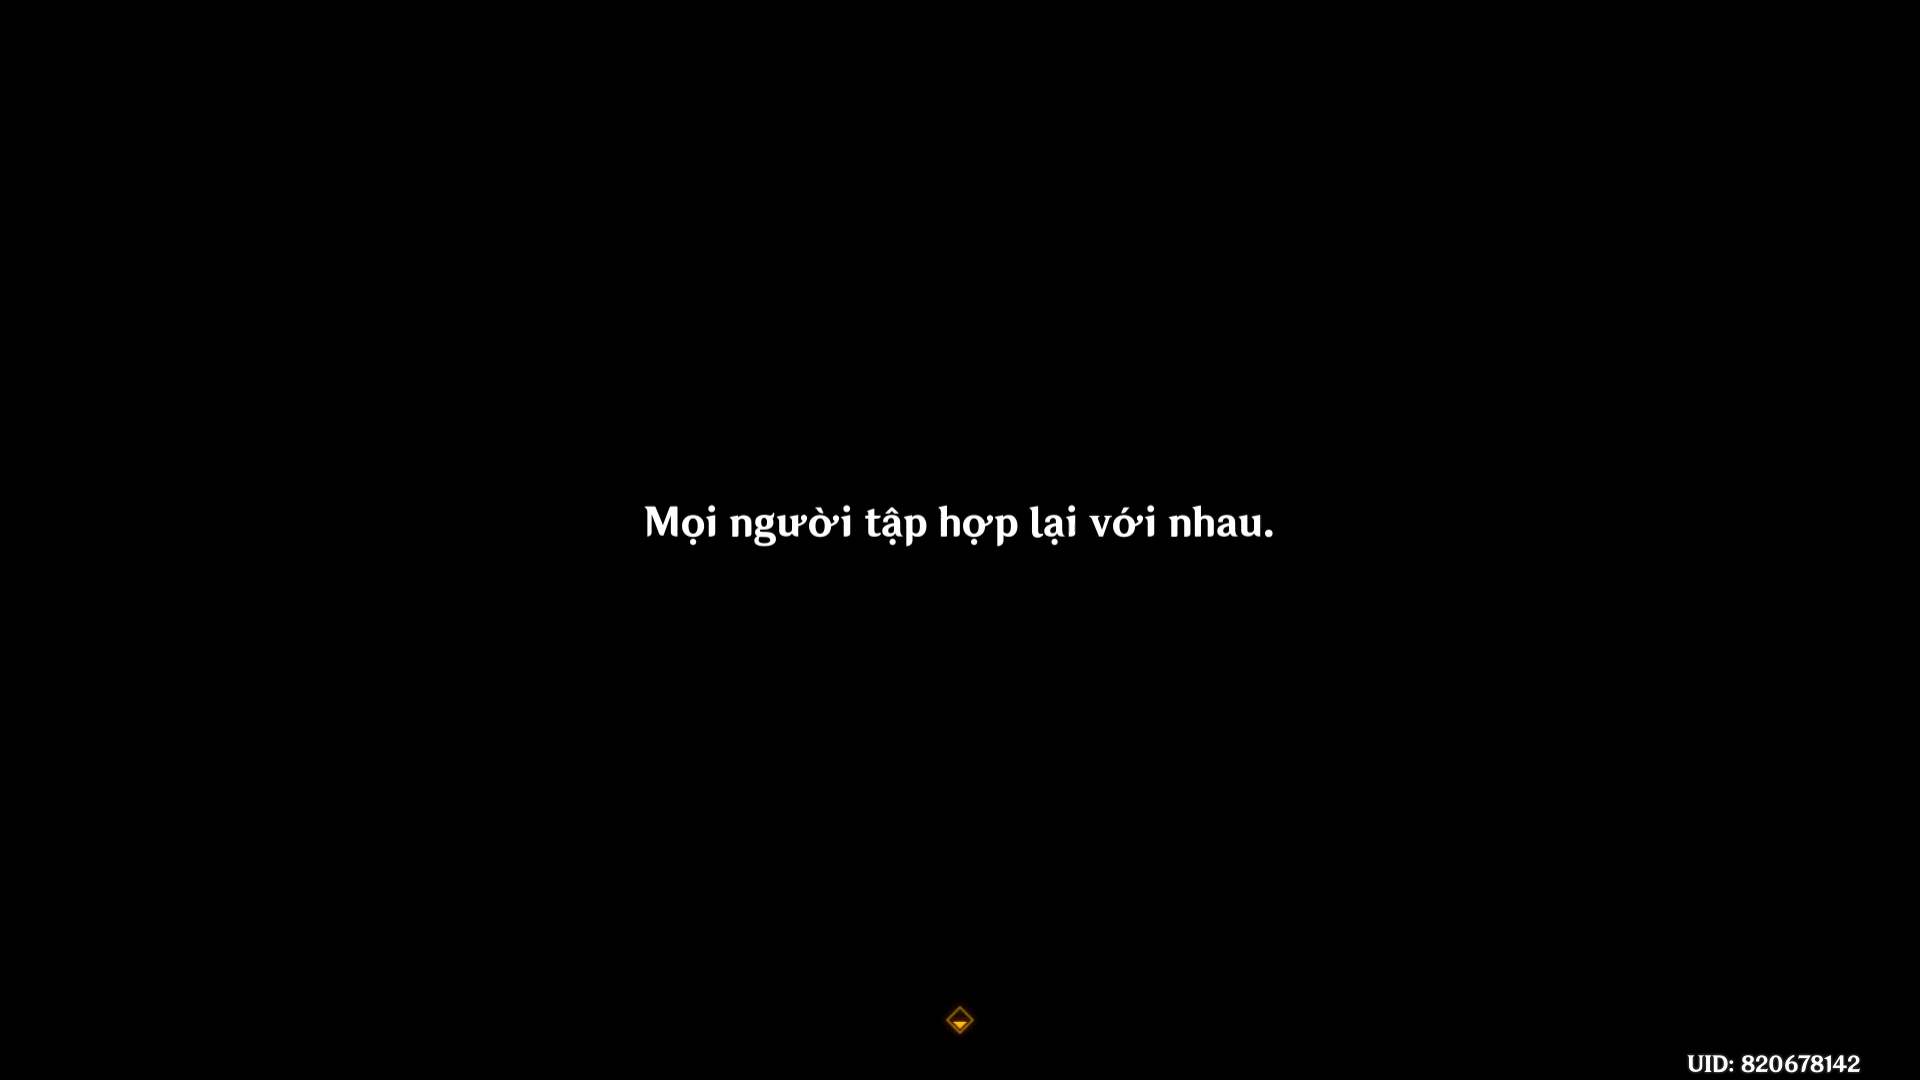 Mọi người tập hợp lại với nhau.
UID: 820678142